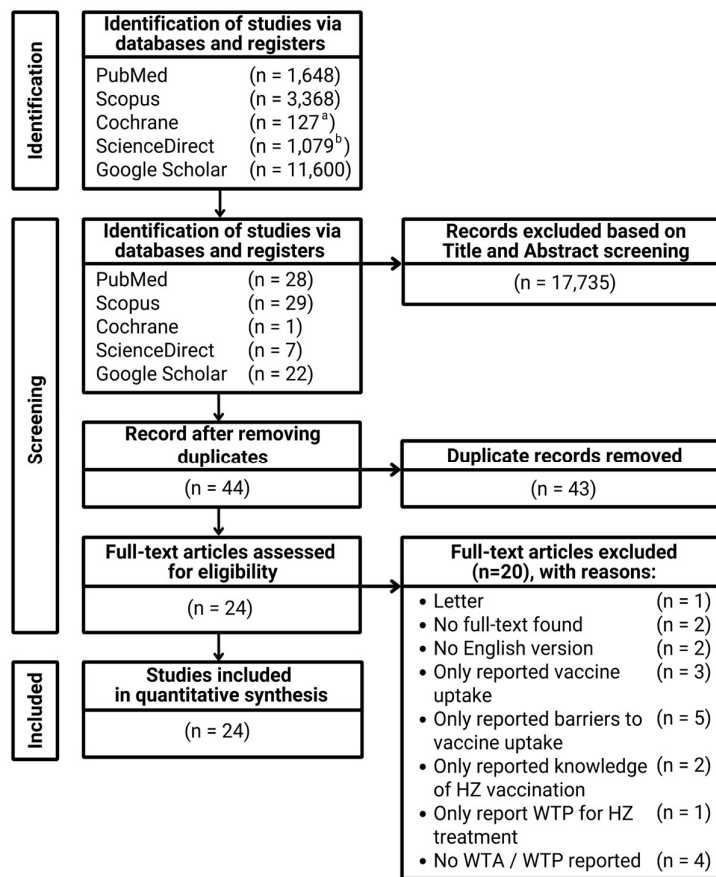 Identification
Identification of studies via
databases and registers
PubMed (n = 1,648)
Scopus (n = 3,368)
Cochrane (n = 127ᵃ)
ScienceDirect (n = 1,079ᵇ)
Google Scholar (n = 11,600)
Screening
Identification of studies via
databases and registers
PubMed (n = 28)
Scopus (n = 29)
Cochrane (n = 1)
ScienceDirect (n = 7)
Google Scholar (n = 22)
Records excluded based on
Title and Abstract screening
(n = 17,735)
Record after removing
duplicates
(n = 44)
Duplicate records removed
(n = 43)
Full-text articles assessed
for eligibility
(n = 24)
Full-text articles excluded
(n=20), with reasons:
• Letter (n = 1)
• No full-text found (n = 2)
• No English version (n = 2)
• Only reported vaccine (n = 3)
uptake
• Only reported barriers to (n = 5)
vaccine uptake
• Only reported knowledge (n = 2)
of HZ vaccination
• Only report WTP for HZ (n = 1)
treatment
• No WTA / WTP reported (n = 4)
Included
Studies included
in quantitative synthesis
(n = 24)